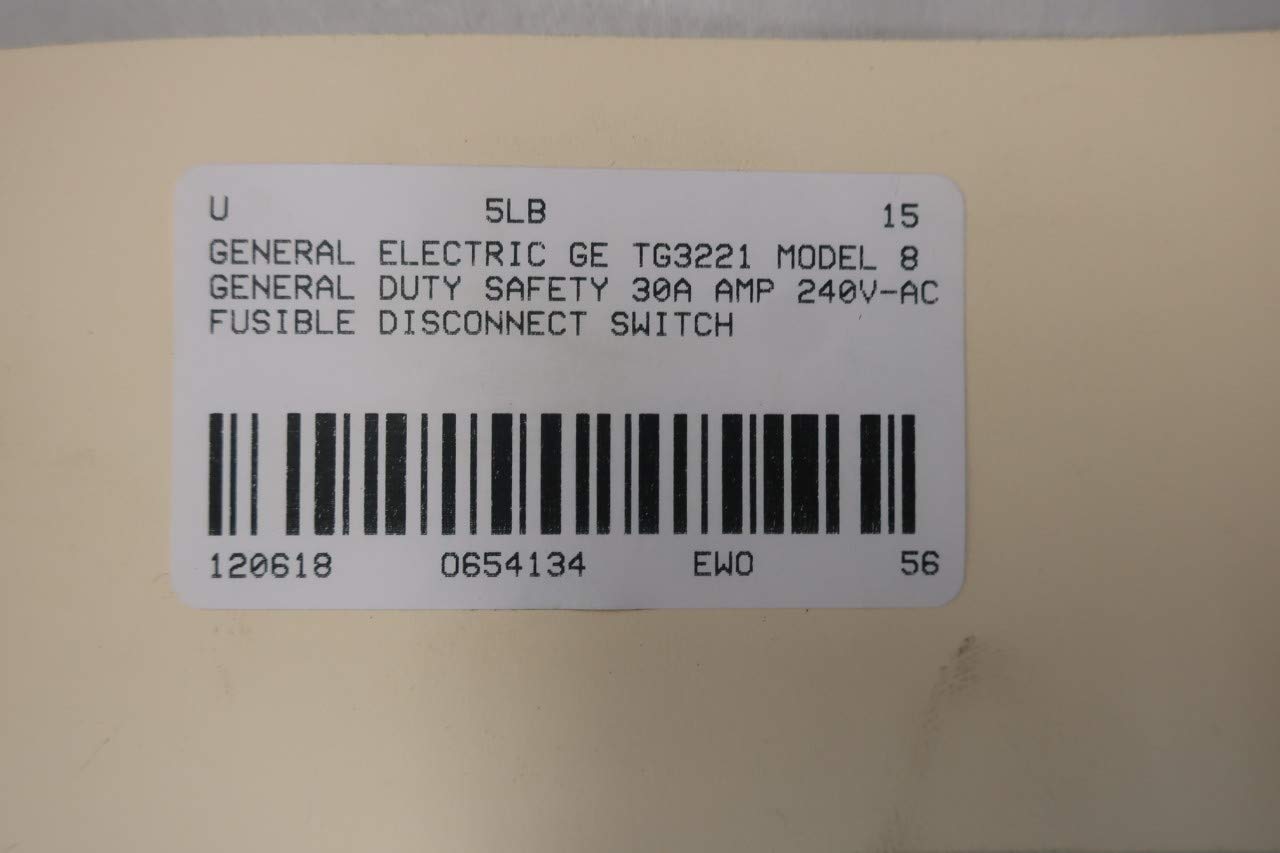 U 5LB 15
GENERAL ELECTRIC GE TG3221 MODEL 8
GENERAL DUTY SAFETY 30A AMP 240V-AC
FUSIBLE DISCONNECT SWITCH
120618 0654134 EWO 56